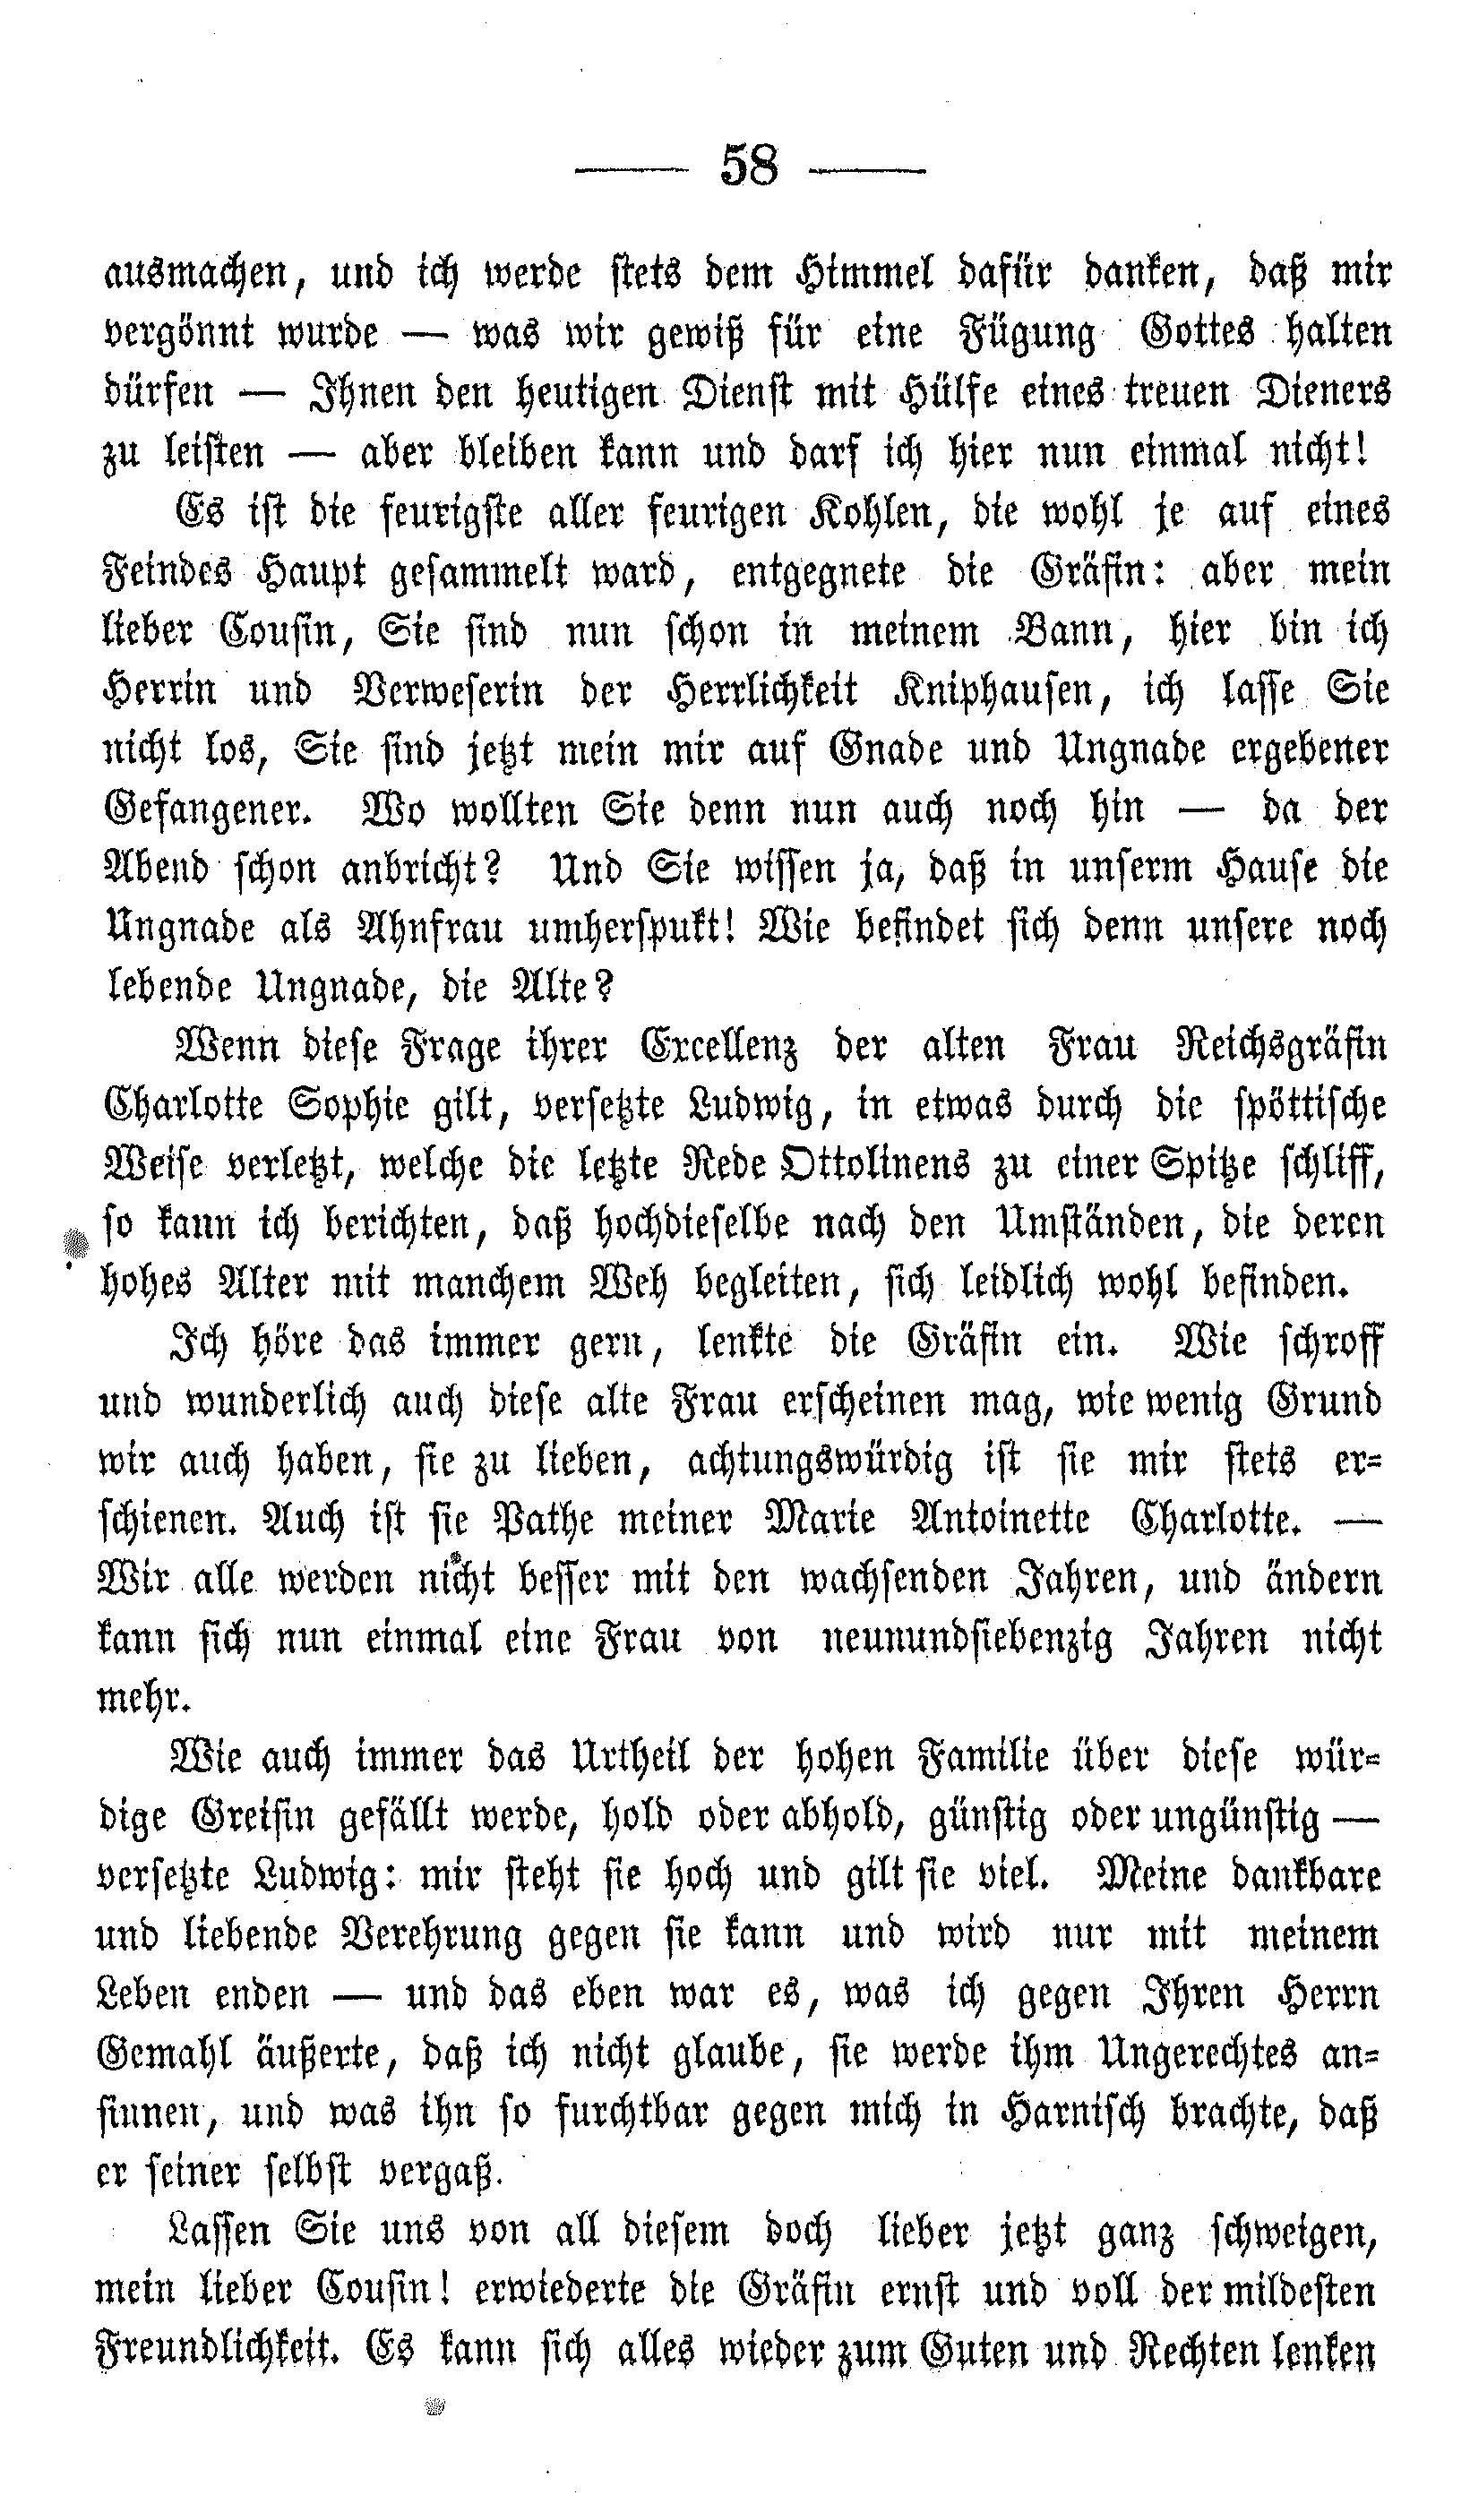 — 58 —
ausmachen, und ich werde stets dem Himmel dafür danken, daß mir
vergönnt wurde — was wir gewiß für eine Fügung Gottes halten
dürfen — Ihnen den heutigen Dienst mit Hülfe eines treuen Dieners
zu leisten — aber bleiben kann und darf ich hier nun einmal nicht!
Es ist die feurigste aller feurigen Kohlen, die wohl je auf eines
Feindes Haupt gesammelt ward, entgegnete die Gräfin: aber mein
lieber Cousin, Sie sind nun schon in meinem Bann, hier bin ich
Herrin und Verweserin der Herrlichkeit Kniphausen, ich lasse Sie
nicht los, Sie sind jetzt mein mir auf Gnade und Ungnade ergebener
Gefangener. Wo wollten Sie denn nun auch noch hin — da der
Abend schon anbricht? Und Sie wissen ja, daß in unserm Hause die
Ungnade als Ahnfrau umherspukt! Wie befindet sich denn unsere noch
lebende Ungnade, die Alte?
Wenn diese Frage ihrer Excellenz der alten Frau Reichsgräfin
Charlotte Sophie gilt, versetzte Ludwig, in etwas durch die spöttische
Weise verletzt, welche die letzte Rede Ottolinens zu einer Spitze schliff,
so kann ich berichten, daß hochdieselbe nach den Umständen, die deren
hohes Alter mit manchem Weh begleiten, sich leidlich wohl befinden.
Ich höre das immer gern, lenkte die Gräfin ein. Wie schroff
und wunderlich auch diese alte Frau erscheinen mag, wie wenig Grund
wir auch haben, sie zu lieben, achtungswürdig ist sie mir stets er-
schienen. Auch ist sie Pathe meiner Marie Antoinette Charlotte. —
Wir alle werden nicht besser mit den wachsenden Jahren, und ändern
kann sich nun einmal eine Frau von neunundsiebenzig Jahren nicht
mehr.
Wie auch immer das Urtheil der hohen Familie über diese wür-
dige Greisin gefällt werde, hold oder abhold, günstig oder ungünstig —
versetzte Ludwig: mir steht sie hoch und gilt sie viel. Meine dankbare
und liebende Verehrung gegen sie kann und wird nur mit meinem
Leben enden — und das eben war es, was ich gegen Ihren Herrn
Gemahl äußerte, daß ich nicht glaube, sie werde ihm Ungerechtes an-
sinnen, und was ihn so furchtbar gegen mich in Harnisch brachte, daß
er seiner selbst vergaß.
Lassen Sie uns von all diesem doch lieber jetzt ganz schweigen,
mein lieber Cousin! erwiederte die Gräfin ernst und voll der mildesten
Freundlichkeit. Es kann sich alles wieder zum Guten und Rechten lenken